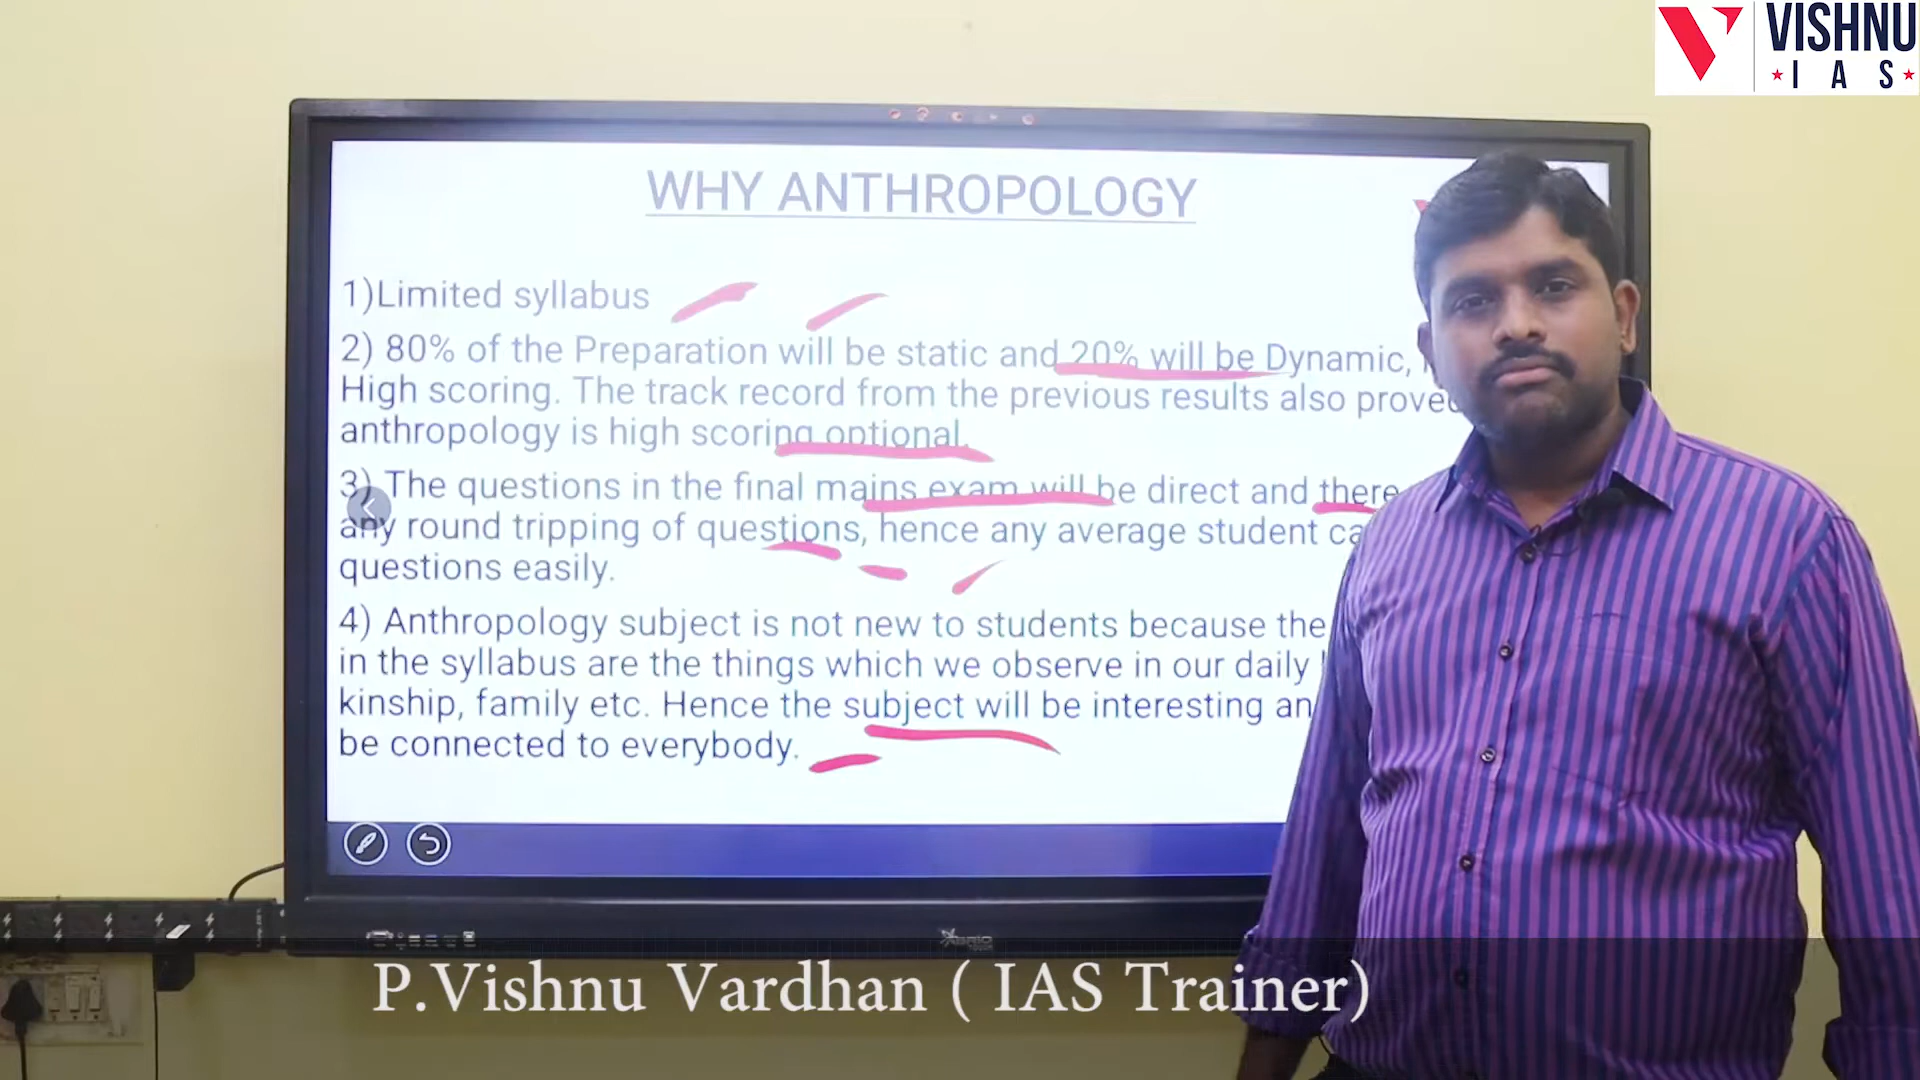 VISHNU
IAS
WHY ANTHROPOLOGY
1)Limited syllabus
2) 80% of the Preparation will be static and 20% will be Dynamic,
High scoring. The track record from the previous results also proved
anthropology is high scoring optional.
3) The questions in the final mains exam will be direct and there
any round tripping of questions, hence any average student
questions easily.
4) Anthropology subject is not new to students because the
in the syllabus are the things which we observe in our daily
kinship, family etc. Hence the subject will be interesting
be connected to everybody.
P.Vishnu Vardhan ( IAS Trainer)